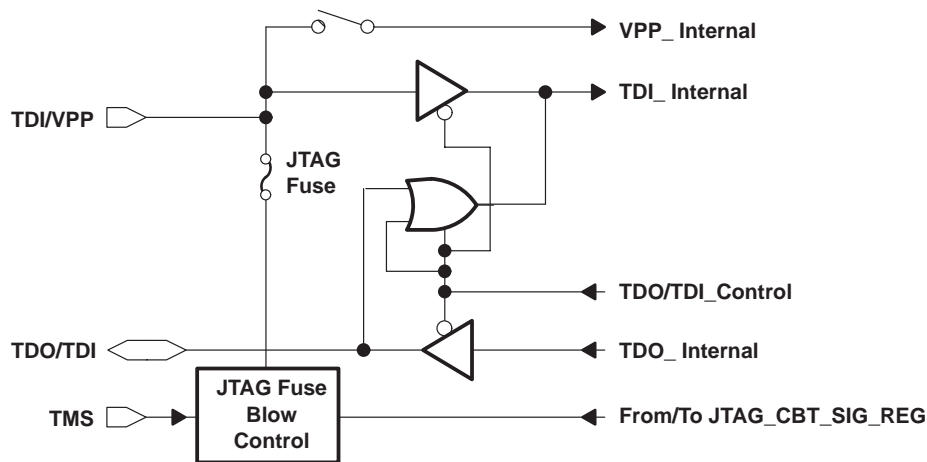 VPP_ Internal
TDI_ Internal
TDI/VPP
JTAG
Fuse
TDO/TDI_Control
TDO/TDI
TDO_ Internal
JTAG Fuse
Blow
Control
TMS
From/To JTAG_CBT_SIG_REG